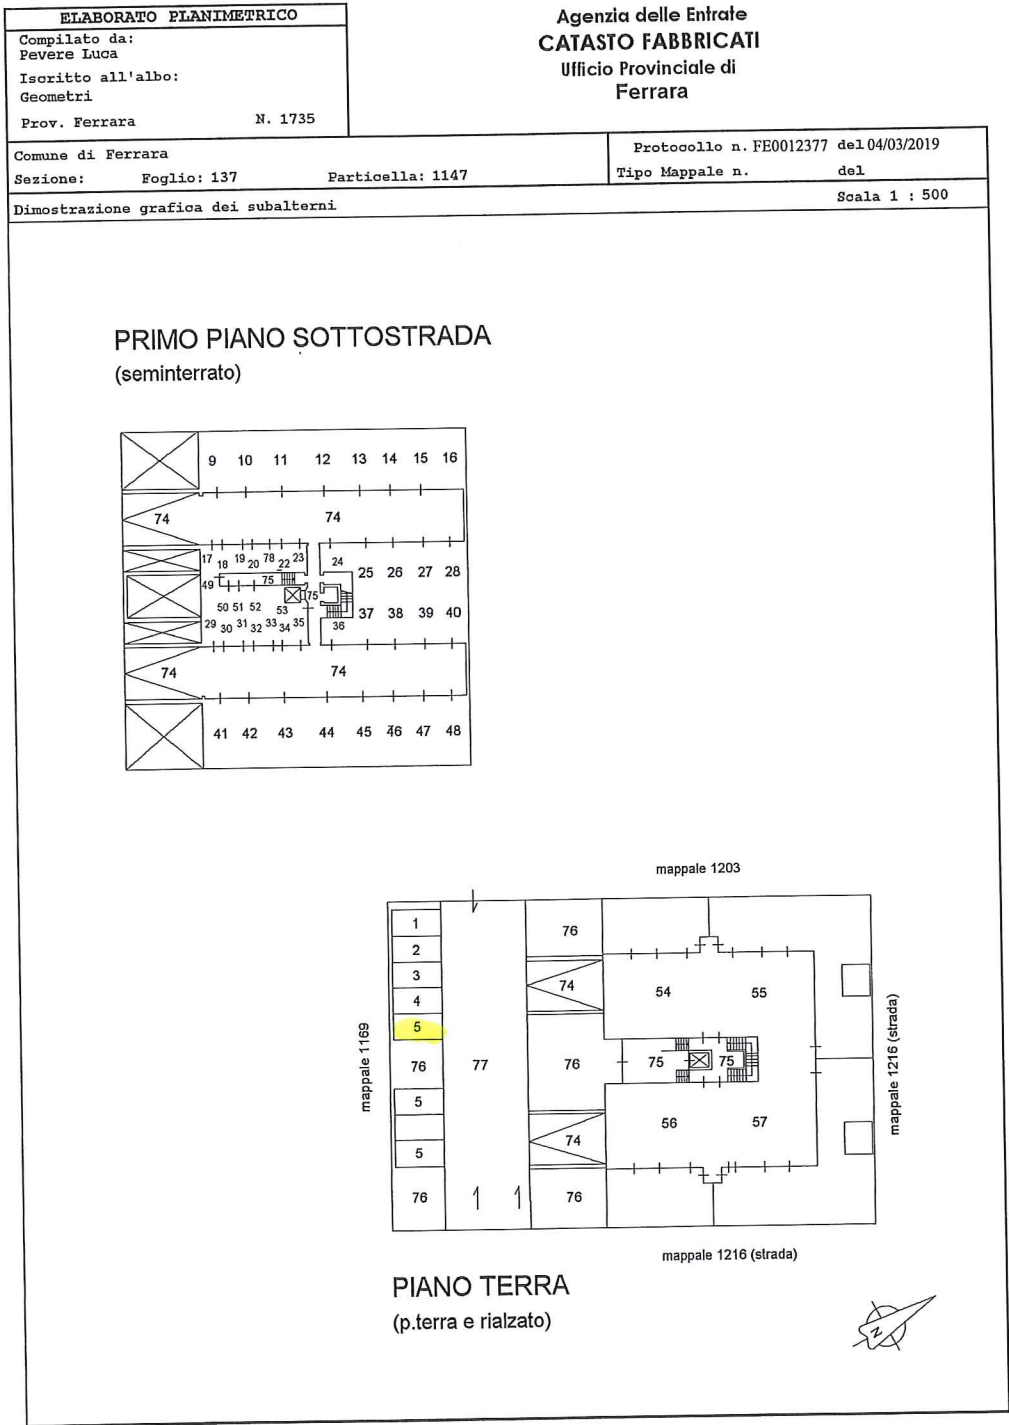 ELABORATO PLANIMETRICO
Compilato da:
Pevere Luca
Iscritto all'albo:
Geometri
Prov. Ferrara N. 1735
Agenzia delle Entrate
CATASTO FABBRICATI
Ufficio Provinciale di
Ferrara
Comune di Ferrara
Sezione: Foglio: 137 Particella: 1147
Protocollo n. FE0012377 del 04/03/2019
Tipo Mappale n. del
Dimostrazione grafica dei subalterni
Scala 1 : 500
PRIMO PIANO SOTTOSTRADA
(seminterrato)
9 10 11 12 13 14 15 16
74 74
17 18 19 20 78 22 23 24
25 26 27 28
49 75
75
50 51 52 53
37 38 39 40
29 30 31 32 33 34 35 36
74 74
41 42 43 44 45 46 47 48
mappale 1203
1
2
3
4
5
76
5
5
76
77
76
74
76
74
76
54 55
75 75
56 57
mappale 1169
mappale 1216 (strada)
mappale 1216 (strada)
PIANO TERRA
(p.terra e rialzato)
N